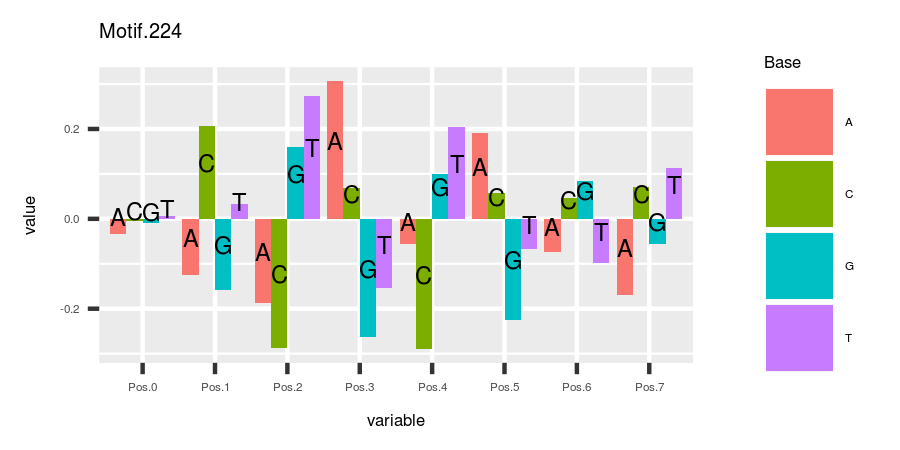 Motif.224
Base
A
C
G
T
value
0.2
0.0
-0.2
A C G T
A C G T
A C G T
A C G T
A C G T
A C G T
A C G T
A C G T
Pos.0 Pos.1 Pos.2 Pos.3 Pos.4 Pos.5 Pos.6 Pos.7
variable